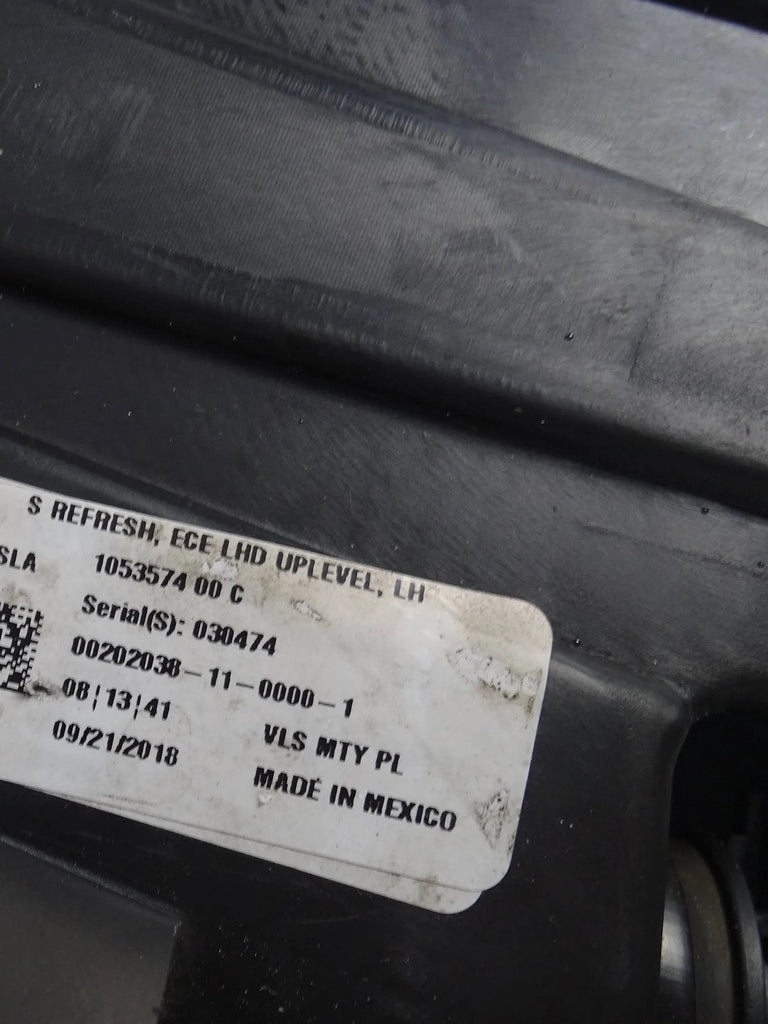 S REFRESH, ECE LHD UPLEVEL, LH
SLA 1053574 00 C
Serial(S): 030474
00202038-11-0000-1
08¦13¦41 VLS MTY PL
09/21/2018 MADE IN MEXICO